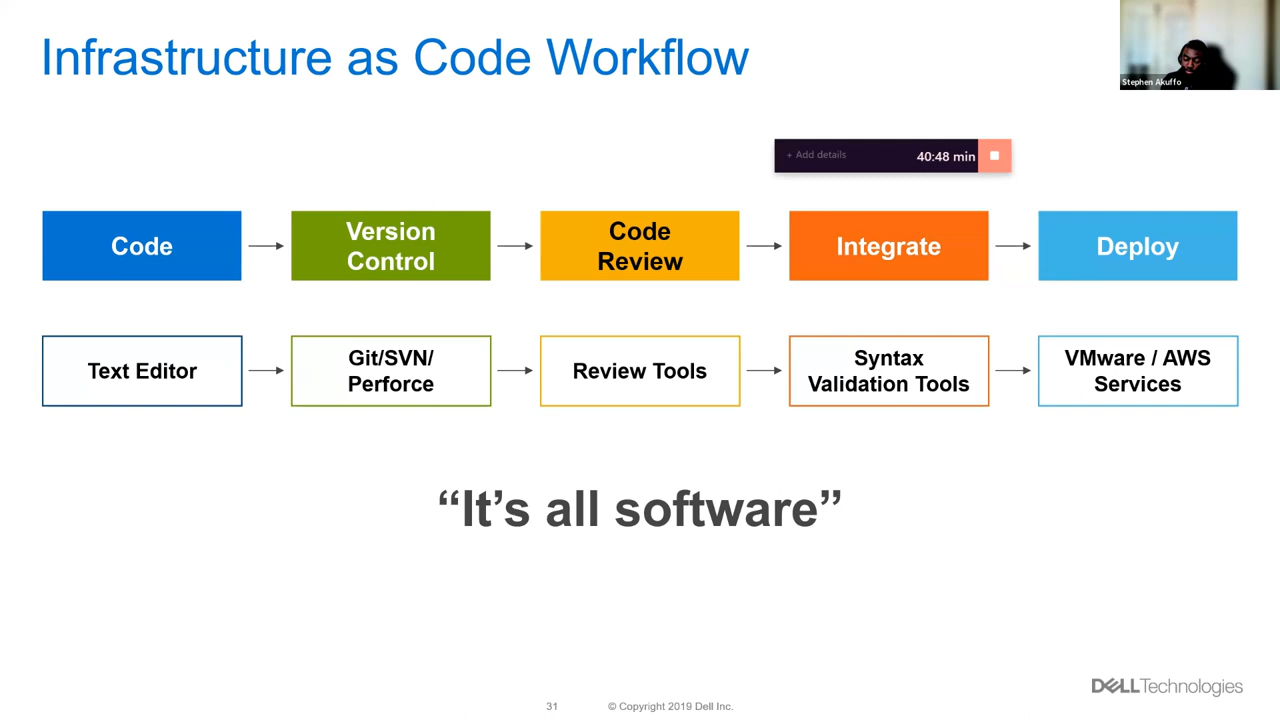 Infrastructure as Code Workflow
Stephen Akuffo
+ Add details
40:48 min
Code
Version
Control
Code
Review
Integrate
Deploy
Text Editor
Git/SVN/
Perforce
Review Tools
Syntax
Validation Tools
VMware / AWS
Services
“It’s all software”
31
© Copyright 2019 Dell Inc.
DELLTechnologies